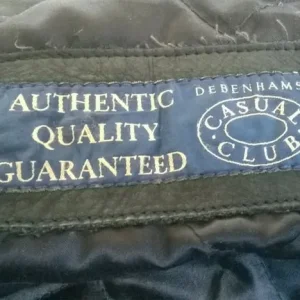 AUTHENTIC
QUALITY
GUARANTEED
DEBENHAMS
CASUAL
CLUB